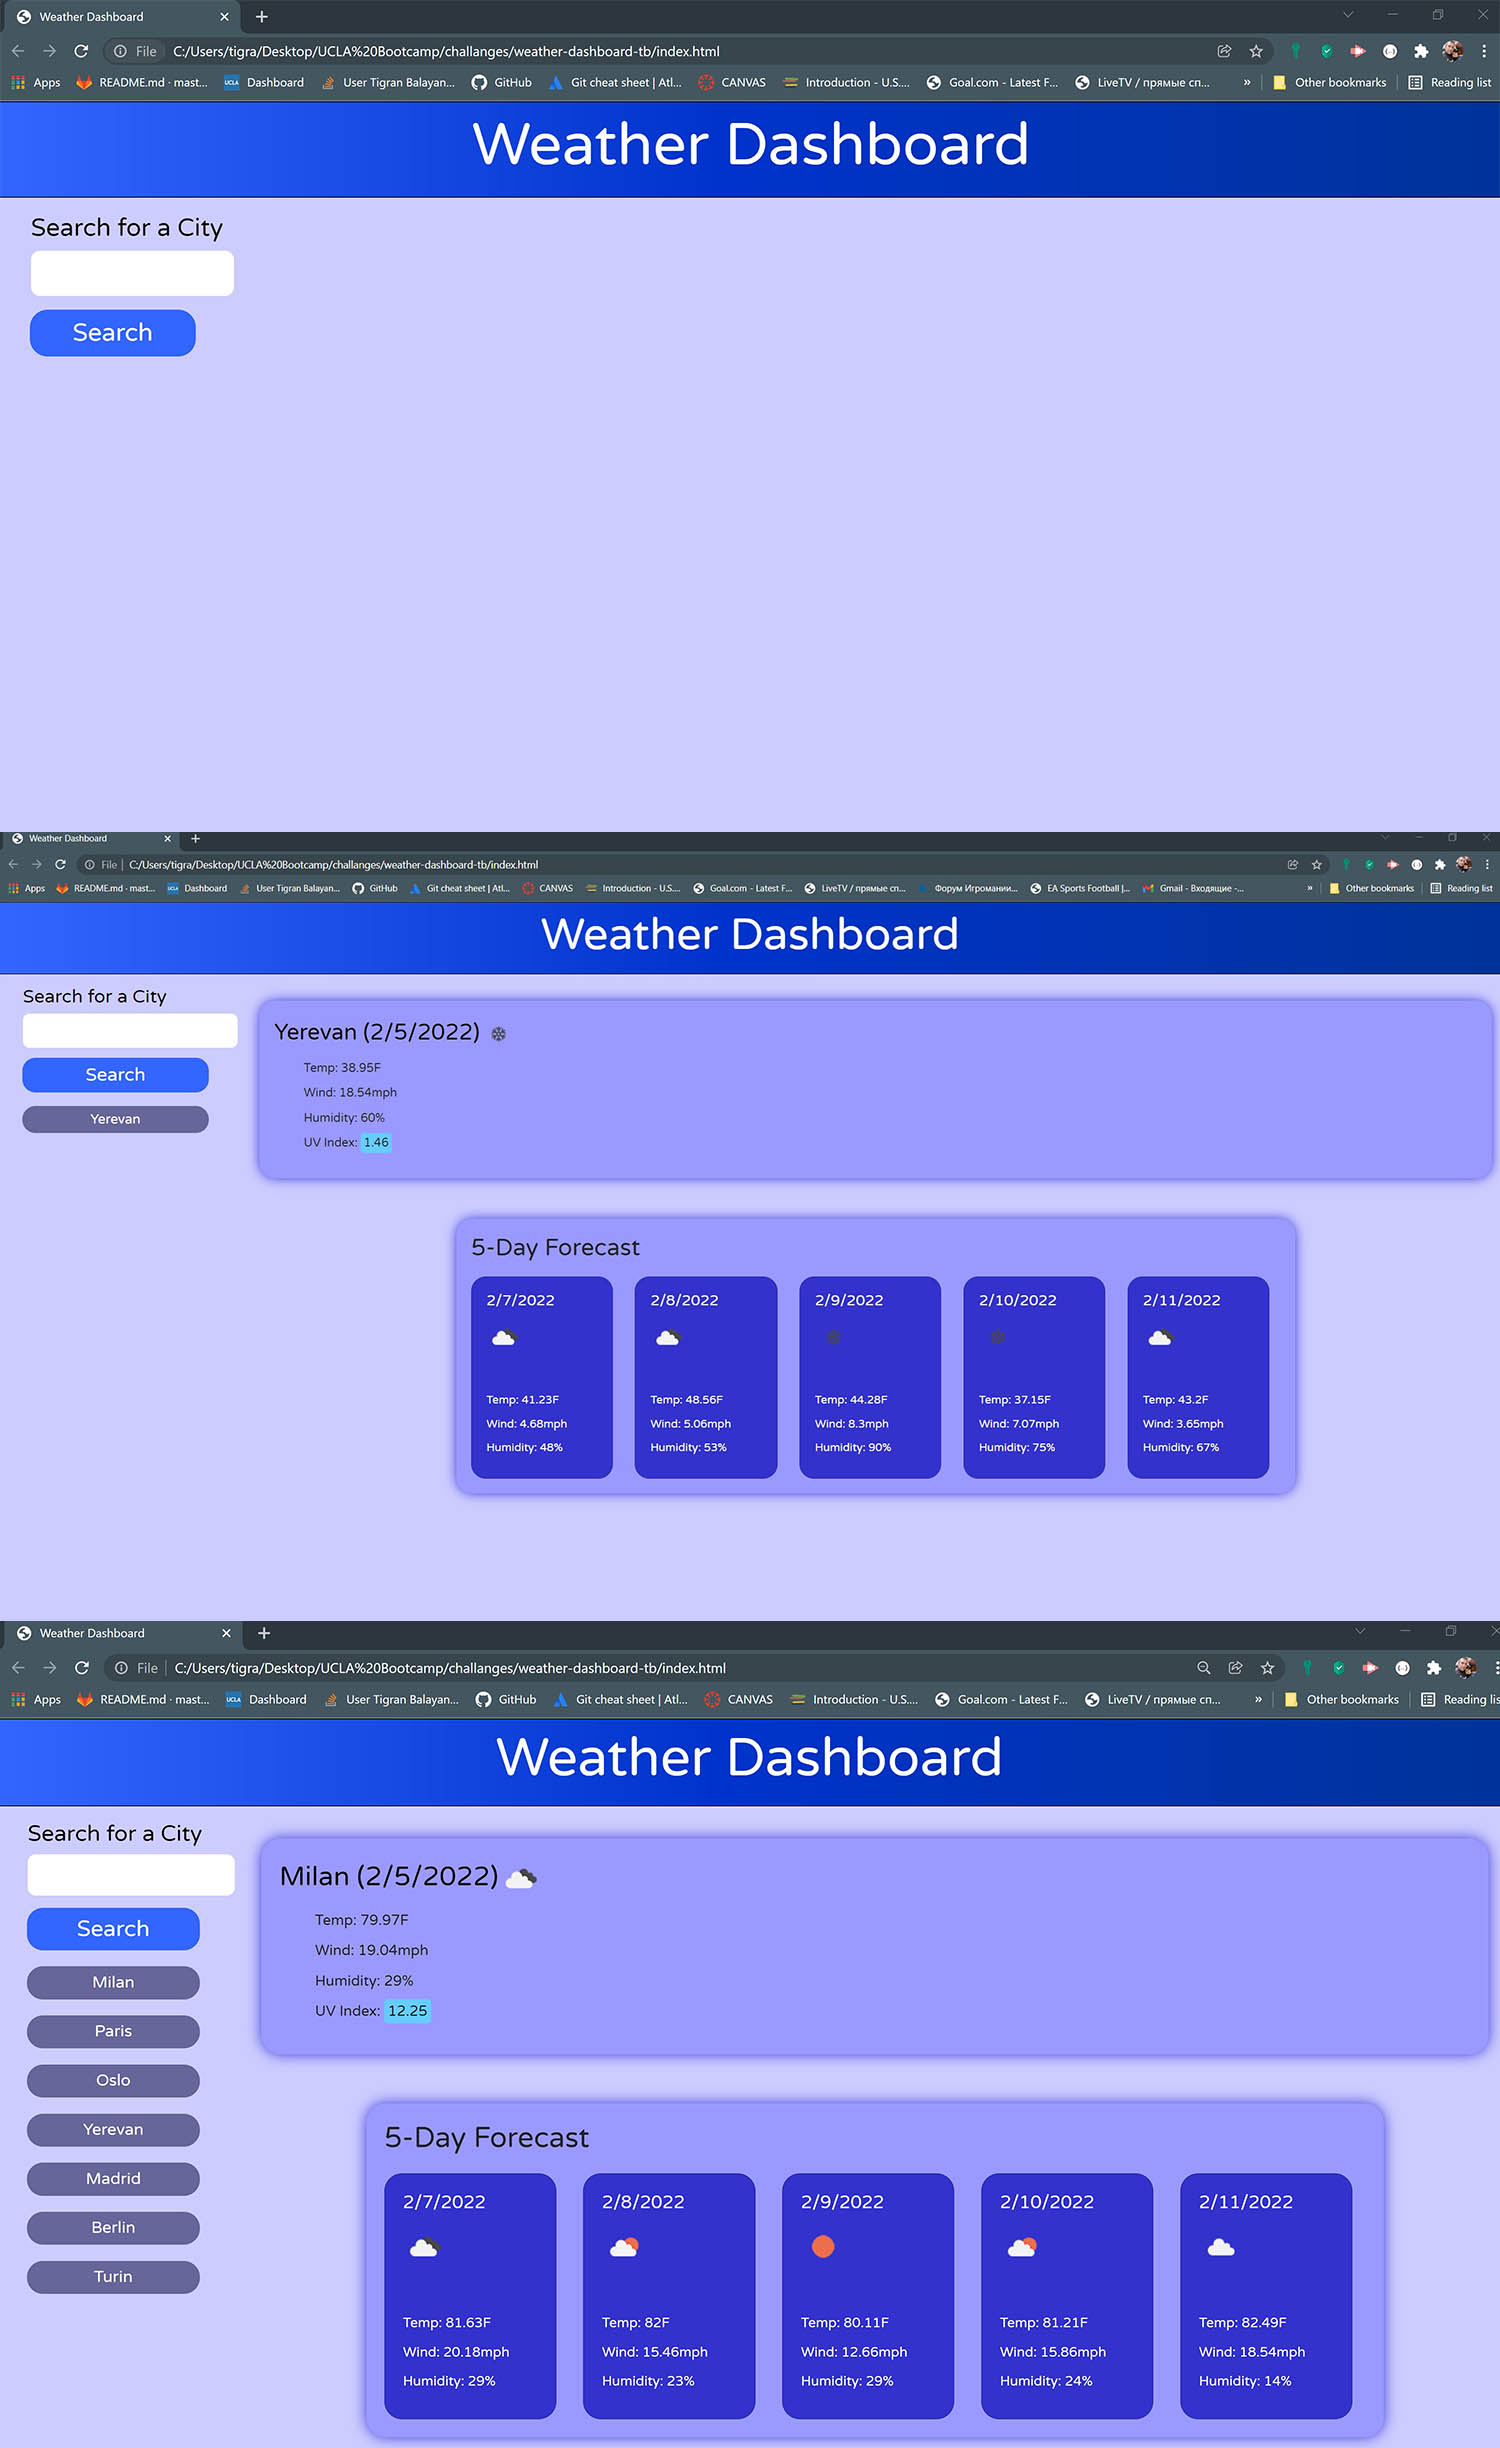 Weather Dashboard
File C:/Users/tigra/Desktop/UCLA%20Bootcamp/challanges/weather-dashboard-tb/index.html
Apps README.md · mast... UCLA Dashboard User Tigran Balayan... GitHub Git cheat sheet | Atl... CANVAS Introduction - U.S.... Goal.com - Latest F... LiveTV / прямые сп... » Other bookmarks Reading list
Weather Dashboard
Search for a City
Search
Weather Dashboard
File C:/Users/tigra/Desktop/UCLA%20Bootcamp/challanges/weather-dashboard-tb/index.html
Apps README.md · mast... UCLA Dashboard User Tigran Balayan... GitHub Git cheat sheet | Atl... CANVAS Introduction - U.S.... Goal.com - Latest F... LiveTV / прямые сп... Форум Игромании... EA Sports Football |... Gmail - Входящие -... » Other bookmarks Reading list
Weather Dashboard
Search for a City
Search
Yerevan
Yerevan (2/5/2022)
Temp: 38.95F
Wind: 18.54mph
Humidity: 60%
UV Index: 1.46
5-Day Forecast
2/7/2022 2/8/2022 2/9/2022 2/10/2022 2/11/2022
Temp: 41.23F Temp: 48.56F Temp: 44.28F Temp: 37.15F Temp: 43.2F
Wind: 4.68mph Wind: 5.06mph Wind: 8.3mph Wind: 7.07mph Wind: 3.65mph
Humidity: 48% Humidity: 53% Humidity: 90% Humidity: 75% Humidity: 67%
Weather Dashboard
File C:/Users/tigra/Desktop/UCLA%20Bootcamp/challanges/weather-dashboard-tb/index.html
Apps README.md · mast... UCLA Dashboard User Tigran Balayan... GitHub Git cheat sheet | Atl... CANVAS Introduction - U.S.... Goal.com - Latest F... LiveTV / прямые сп... » Other bookmarks Reading lis
Weather Dashboard
Search for a City
Search
Milan
Paris
Oslo
Yerevan
Madrid
Berlin
Turin
Milan (2/5/2022)
Temp: 79.97F
Wind: 19.04mph
Humidity: 29%
UV Index: 12.25
5-Day Forecast
2/7/2022 2/8/2022 2/9/2022 2/10/2022 2/11/2022
Temp: 81.63F Temp: 82F Temp: 80.11F Temp: 81.21F Temp: 82.49F
Wind: 20.18mph Wind: 15.46mph Wind: 12.66mph Wind: 15.86mph Wind: 18.54mph
Humidity: 29% Humidity: 23% Humidity: 29% Humidity: 24% Humidity: 14%